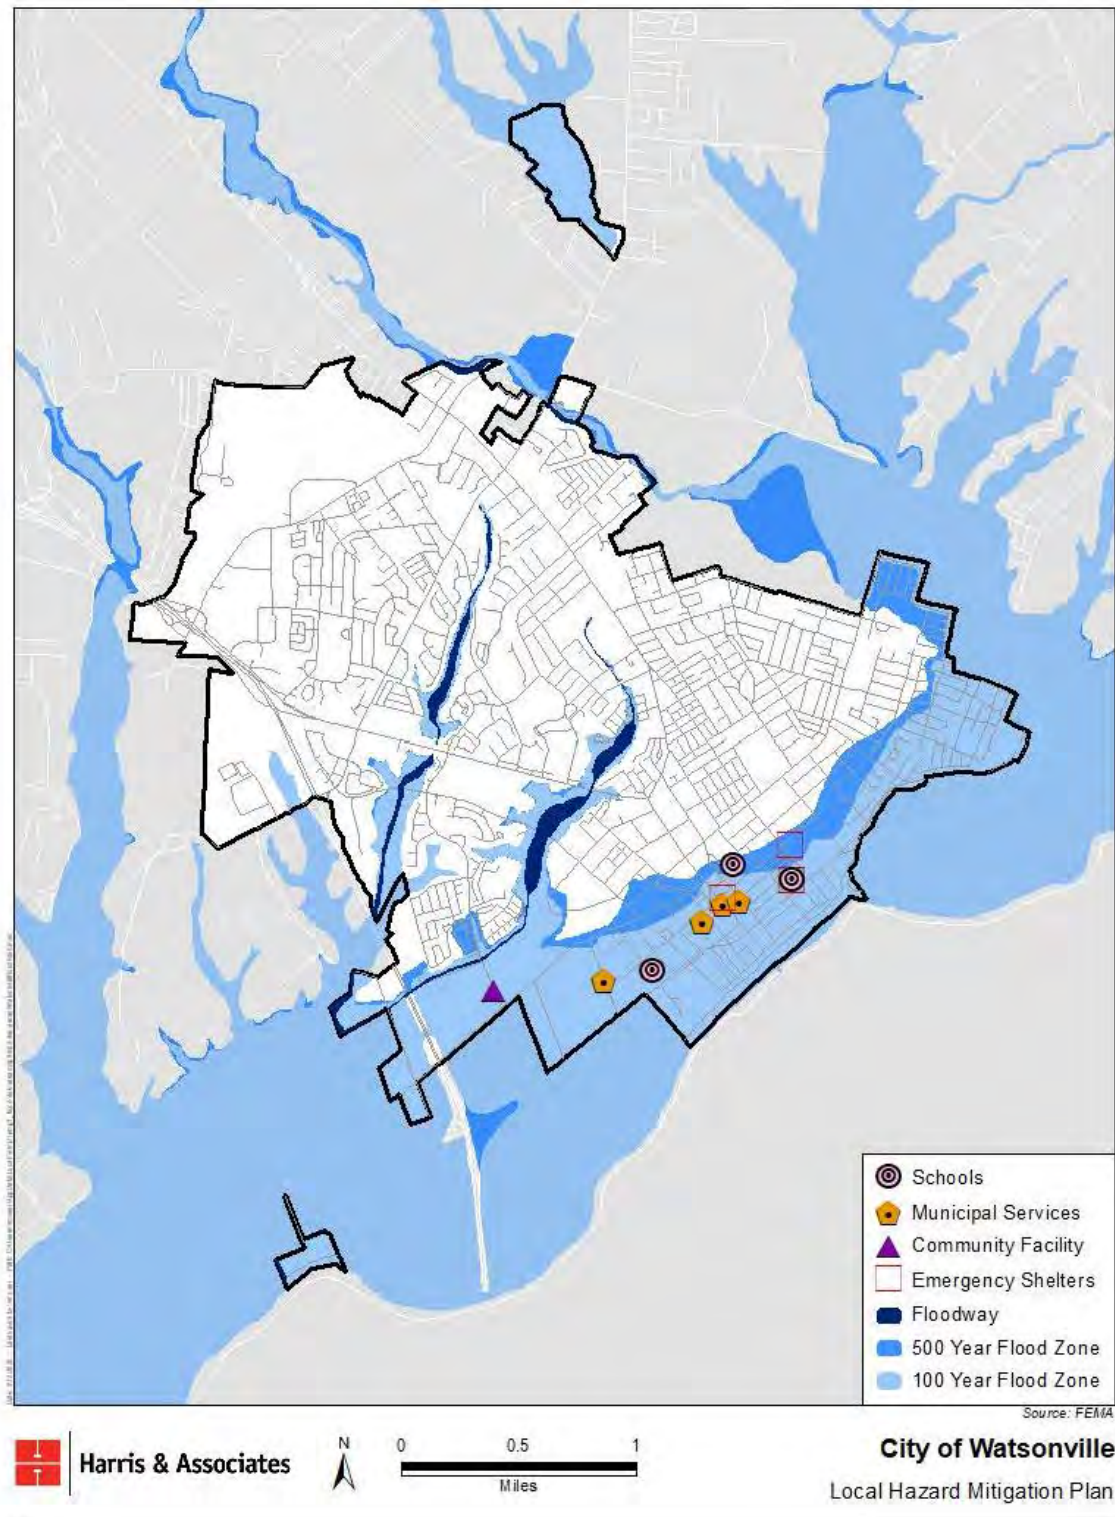 Schools
Municipal Services
Community Facility
Emergency Shelters
Floodway
500 Year Flood Zone
100 Year Flood Zone
Source: FEMA
Harris & Associates
N
0 0.5 1
Miles
City of Watsonville
Local Hazard Mitigation Plan